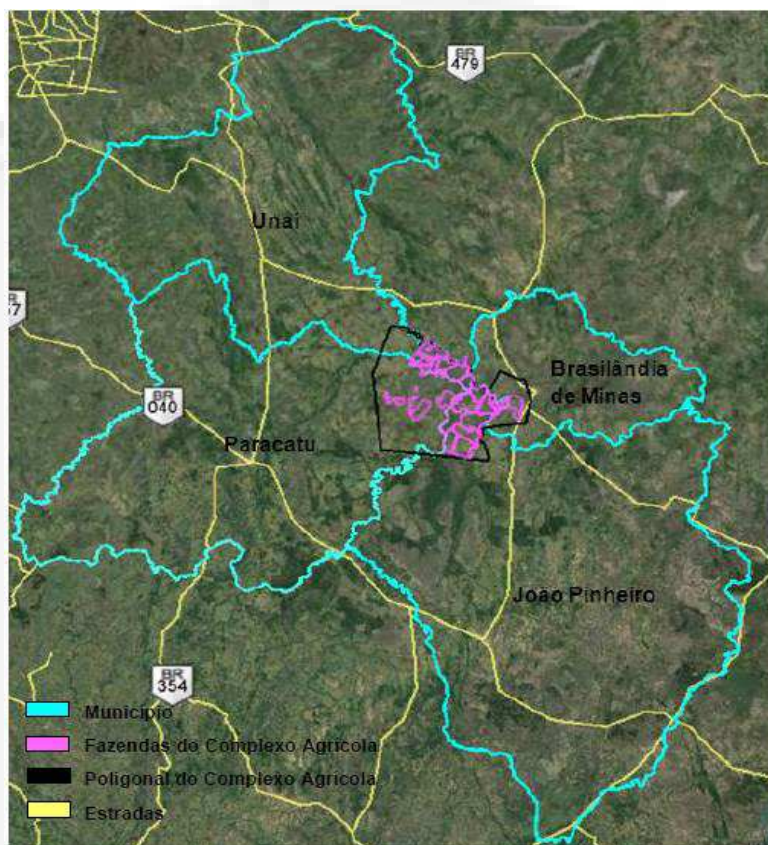 BR
479
Unaí
Brasilândia
de Minas
BR
040
Paracatu
João Pinheiro
BR
354
Município
Fazendas do Complexo Agrícola
Poligonal do Complexo Agrícola
Estradas